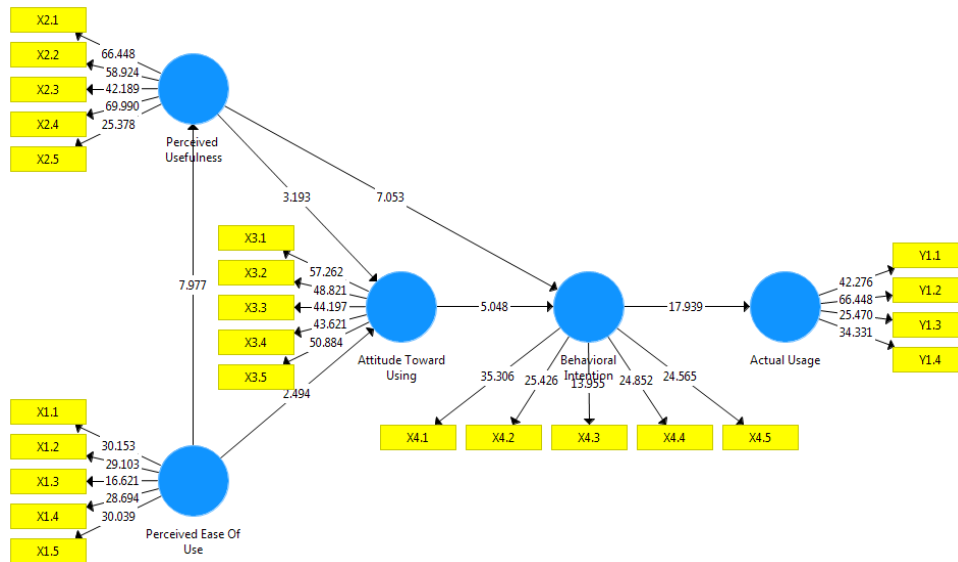 X2.1
X2.2
X2.3
X2.4
X2.5
66.448
58.924
42.189
69.990
25.378
Perceived
Usefulness
3.193
7.053
7.977
X3.1
X3.2
X3.3
X3.4
X3.5
57.262
48.821
44.197
43.621
50.884
2.494
Attitude Toward
Using
5.048
Behavioral
Intention
17.939
Actual Usage
42.276
66.448
25.470
34.331
Y1.1
Y1.2
Y1.3
Y1.4
35.306
25.426
13.955
24.852
24.565
X4.1
X4.2
X4.3
X4.4
X4.5
X1.1
X1.2
X1.3
X1.4
X1.5
30.153
29.103
16.621
28.694
30.039
Perceived Ease Of
Use